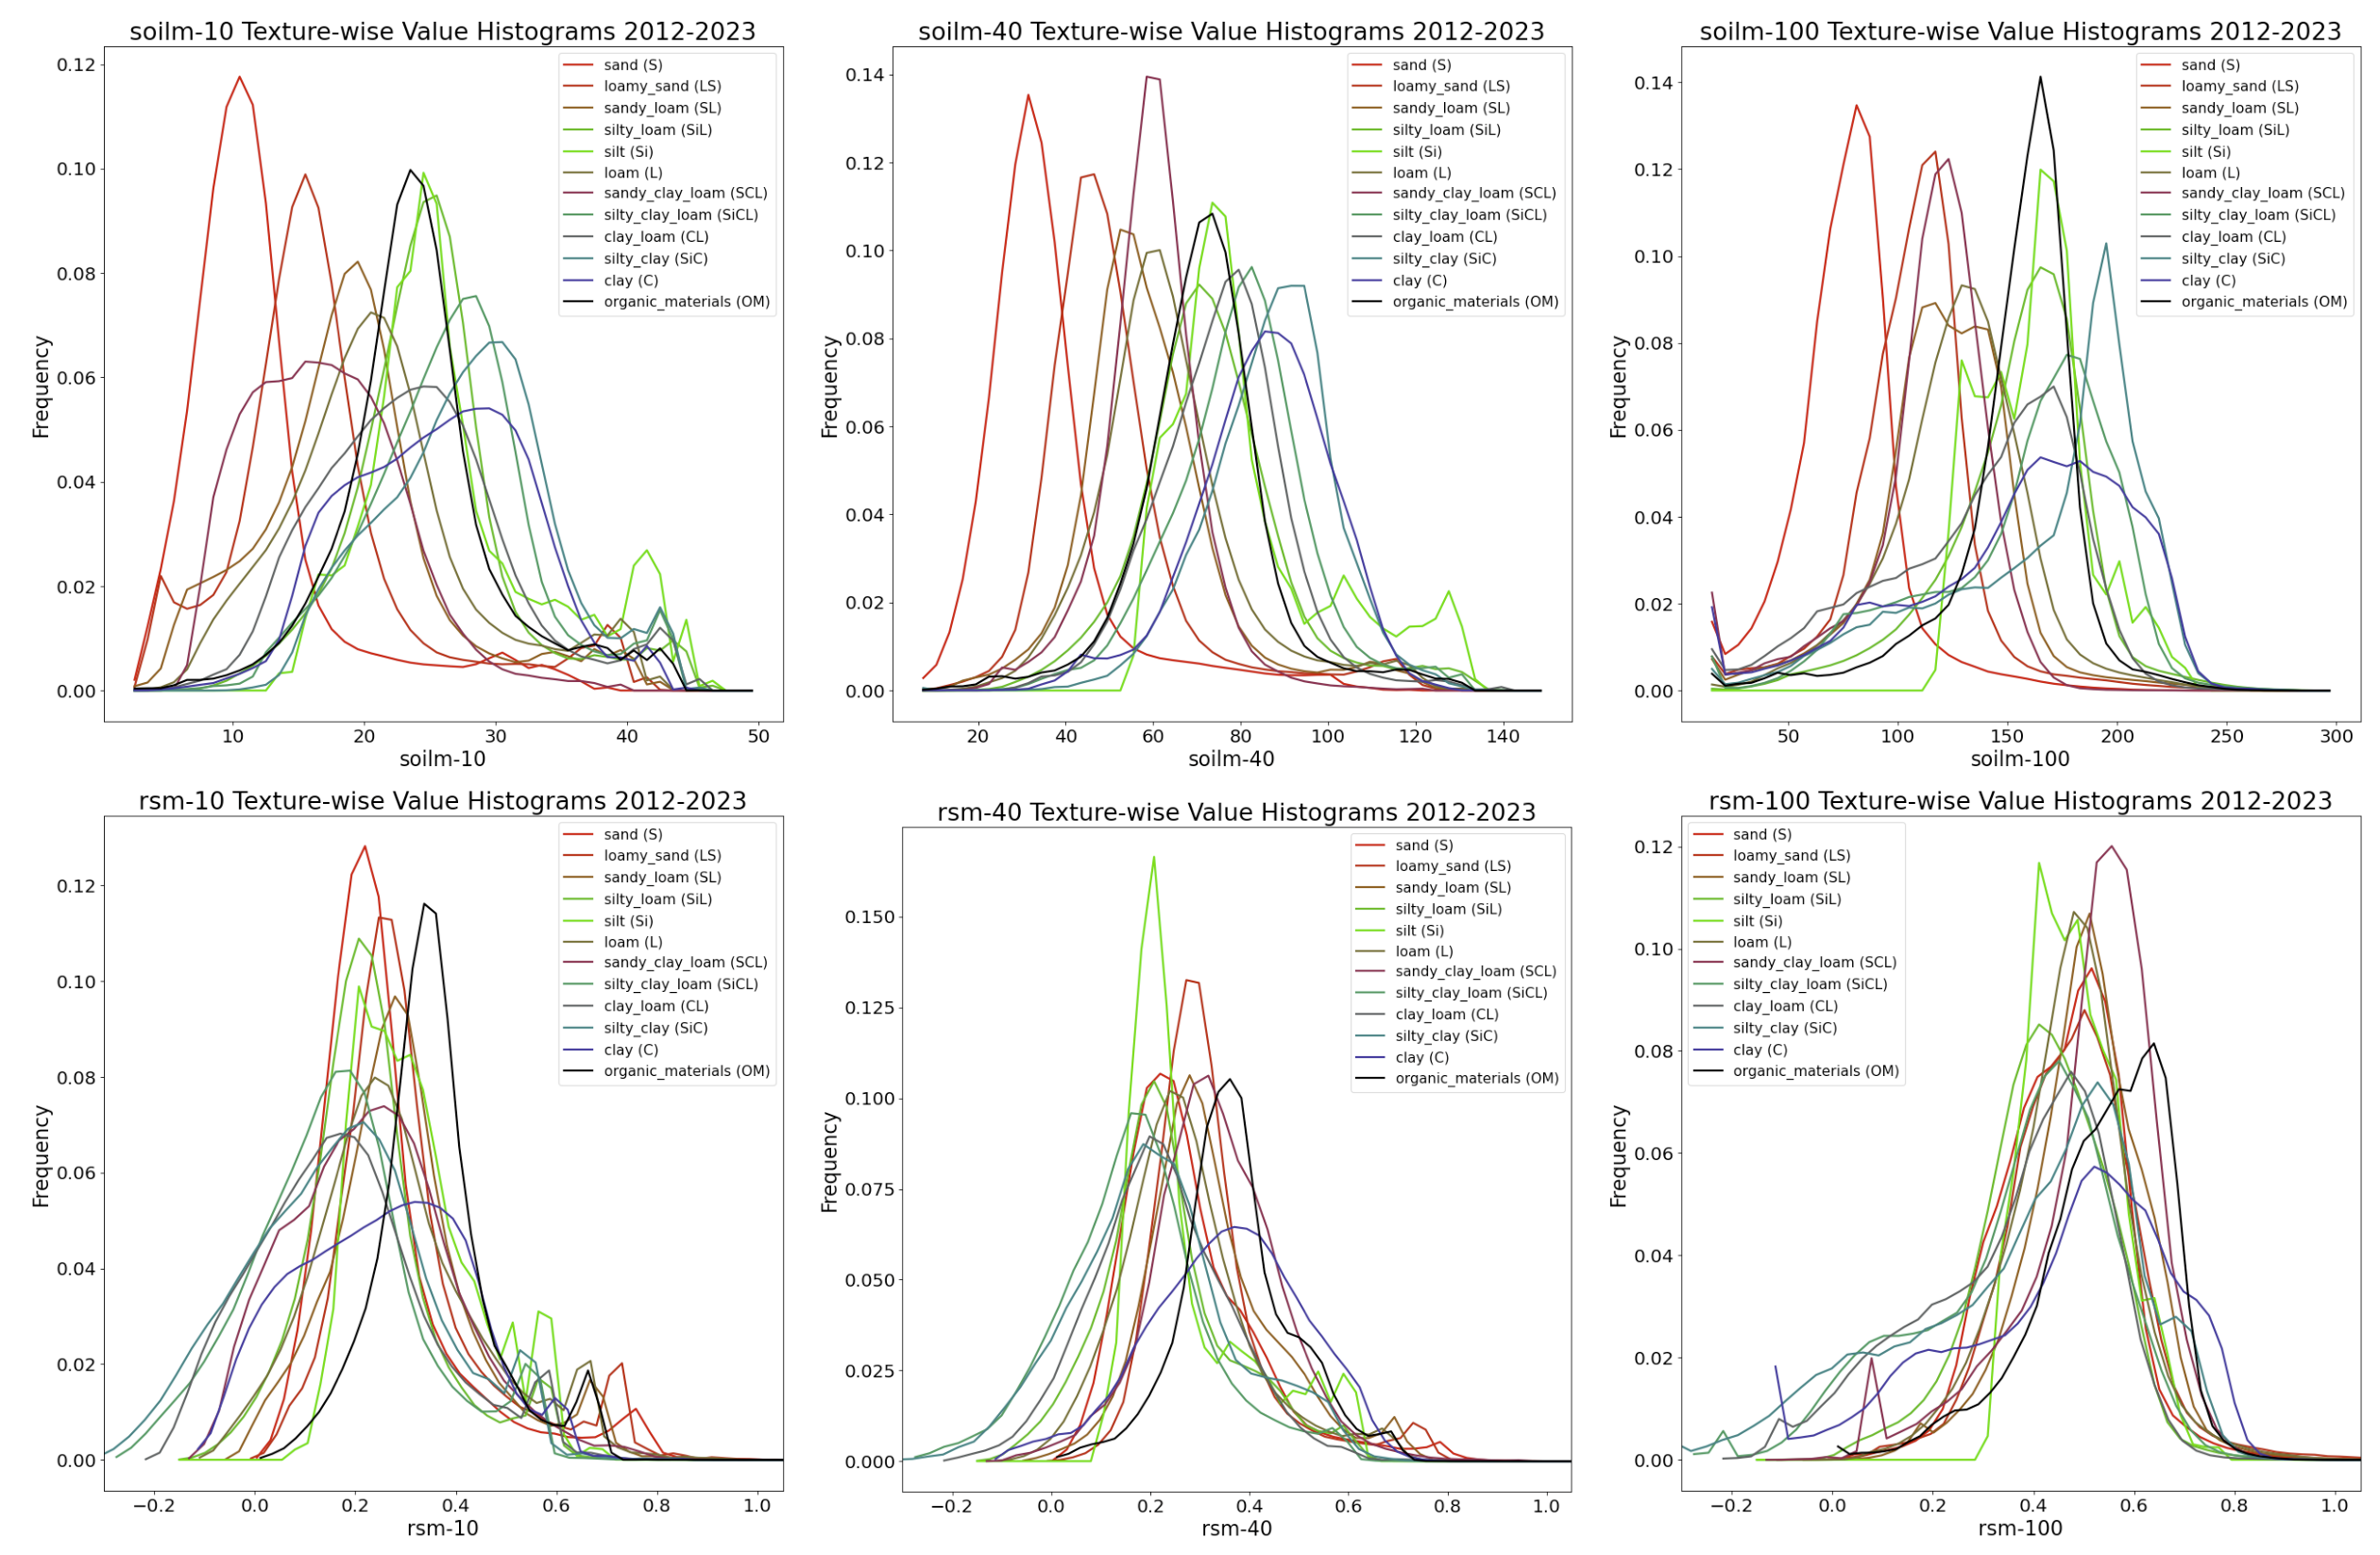 soilm-10 Texture-wise Value Histograms 2012-2023
Frequency
0.12
0.10
0.08
0.06
0.04
0.02
0.00
sand (S)
loamy_sand (LS)
sandy_loam (SL)
silty_loam (SiL)
silt (Si)
loam (L)
sandy_clay_loam (SCL)
silty_clay_loam (SiCL)
clay_loam (CL)
silty_clay (SiC)
clay (C)
organic_materials (OM)
10 20 30 40 50
soilm-10
soilm-40 Texture-wise Value Histograms 2012-2023
Frequency
0.14
0.12
0.10
0.08
0.06
0.04
0.02
0.00
sand (S)
loamy_sand (LS)
sandy_loam (SL)
silty_loam (SiL)
silt (Si)
loam (L)
sandy_clay_loam (SCL)
silty_clay_loam (SiCL)
clay_loam (CL)
silty_clay (SiC)
clay (C)
organic_materials (OM)
20 40 60 80 100 120 140
soilm-40
soilm-100 Texture-wise Value Histograms 2012-2023
Frequency
0.14
0.12
0.10
0.08
0.06
0.04
0.02
0.00
sand (S)
loamy_sand (LS)
sandy_loam (SL)
silty_loam (SiL)
silt (Si)
loam (L)
sandy_clay_loam (SCL)
silty_clay_loam (SiCL)
clay_loam (CL)
silty_clay (SiC)
clay (C)
organic_materials (OM)
50 100 150 200 250 300
soilm-100
rsm-10 Texture-wise Value Histograms 2012-2023
Frequency
0.12
0.10
0.08
0.06
0.04
0.02
0.00
sand (S)
loamy_sand (LS)
sandy_loam (SL)
silty_loam (SiL)
silt (Si)
loam (L)
sandy_clay_loam (SCL)
silty_clay_loam (SiCL)
clay_loam (CL)
silty_clay (SiC)
clay (C)
organic_materials (OM)
−0.2 0.0 0.2 0.4 0.6 0.8 1.0
rsm-10
rsm-40 Texture-wise Value Histograms 2012-2023
Frequency
0.150
0.125
0.100
0.075
0.050
0.025
0.000
sand (S)
loamy_sand (LS)
sandy_loam (SL)
silty_loam (SiL)
silt (Si)
loam (L)
sandy_clay_loam (SCL)
silty_clay_loam (SiCL)
clay_loam (CL)
silty_clay (SiC)
clay (C)
organic_materials (OM)
−0.2 0.0 0.2 0.4 0.6 0.8 1.0
rsm-40
rsm-100 Texture-wise Value Histograms 2012-2023
Frequency
0.12
0.10
0.08
0.06
0.04
0.02
0.00
sand (S)
loamy_sand (LS)
sandy_loam (SL)
silty_loam (SiL)
silt (Si)
loam (L)
sandy_clay_loam (SCL)
silty_clay_loam (SiCL)
clay_loam (CL)
silty_clay (SiC)
clay (C)
organic_materials (OM)
−0.2 0.0 0.2 0.4 0.6 0.8 1.0
rsm-100